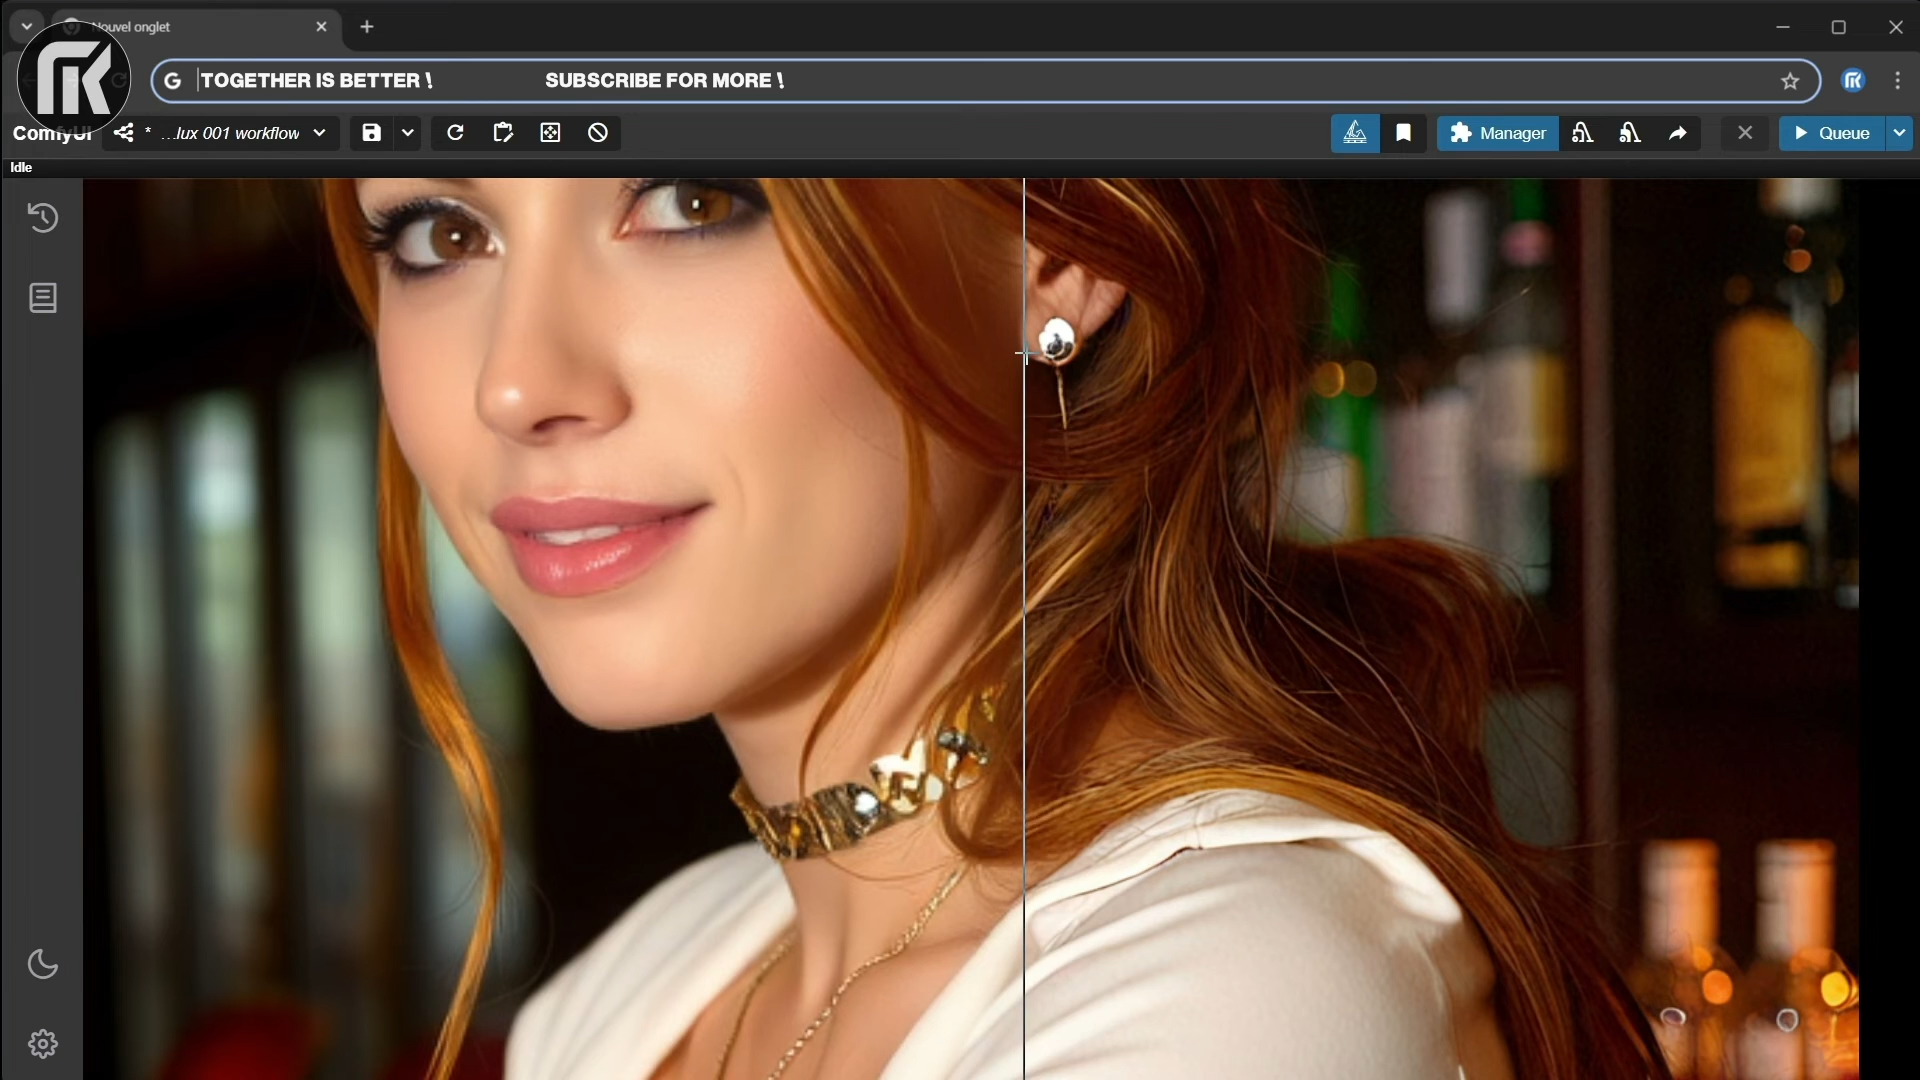 Nouvel onglet
TOGETHER IS BETTER ! SUBSCRIBE FOR MORE !
ComfyUI * ...lux 001 workflow Manager Queue
Idle